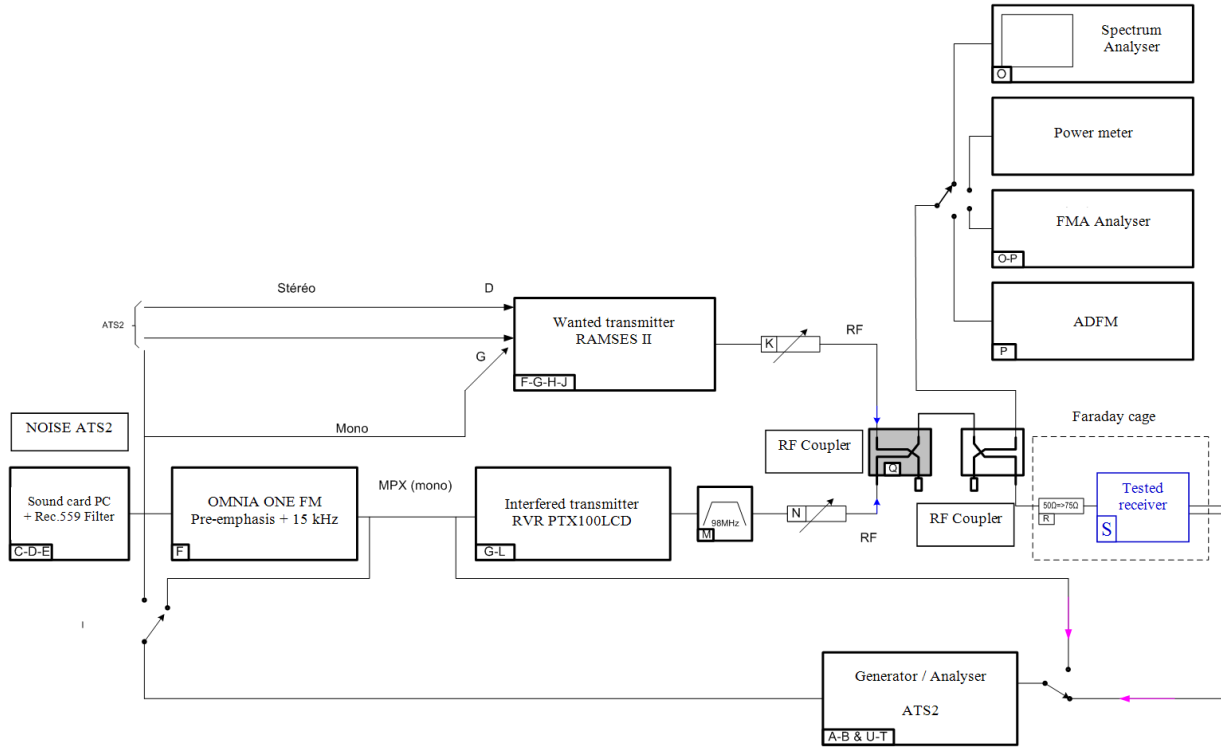 Spectrum
Analyser
O
Power meter
FMA Analyser
O-P
ADFM
P
Stéréo
D
ATS2
Wanted transmitter
RAMSES II
F-G-H-J
G
K
RF
Mono
NOISE ATS2
RF Coupler
Q
Faraday cage
Sound card PC
+ Rec.559 Filter
C-D-E
OMNIA ONE FM
Pre-emphasis + 15 kHz
F
MPX (mono)
Interfered transmitter
RVR PTX100LCD
G-L
98MHz
M
N
RF
RF Coupler
50Ω=>75Ω
R
Tested
receiver
S
I
Generator / Analyser
ATS2
A-B & U-T